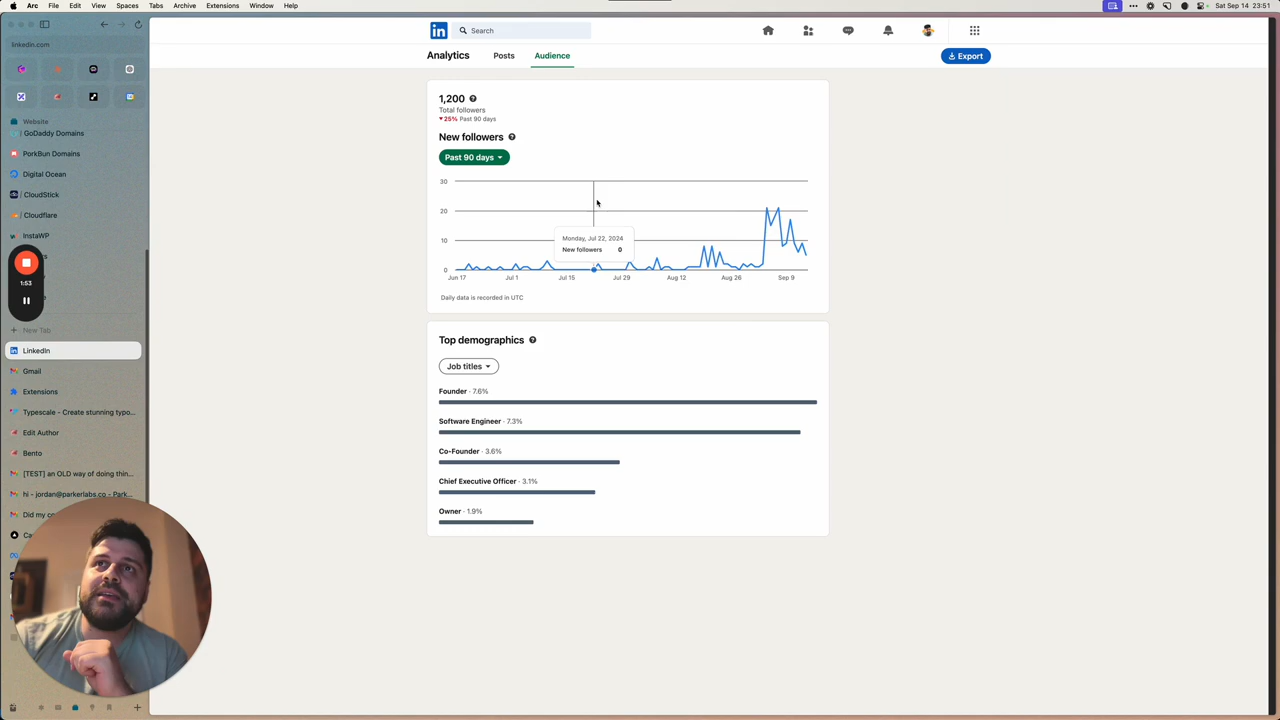 Arc File Edit View Spaces Tabs Archive Extensions Window Help
Sat Sep 14 23:51
linkedin.com
Website
/ GoDaddy Domains
PorkBun Domains
Digital Ocean
/ CloudStick
/ Cloudflare
InstaWP
1:53
+ New Tab
LinkedIn
Gmail
Extensions
Typescale - Create stunning typo...
Edit Author
Bento
[TEST] an OLD way of doing thin...
hi - jordan@parkerlabs.co - Park...
Did my co
in Search
Analytics Posts Audience
Export
1,200
Total followers
▼25% Past 90 days
New followers
Past 90 days
30
20
10
0
Monday, Jul 22, 2024
New followers 0
Jun 17 Jul 1 Jul 15 Jul 29 Aug 12 Aug 26 Sep 9
Daily data is recorded in UTC
Top demographics
Job titles
Founder · 7.6%
Software Engineer · 7.3%
Co-Founder · 3.6%
Chief Executive Officer · 3.1%
Owner · 1.9%